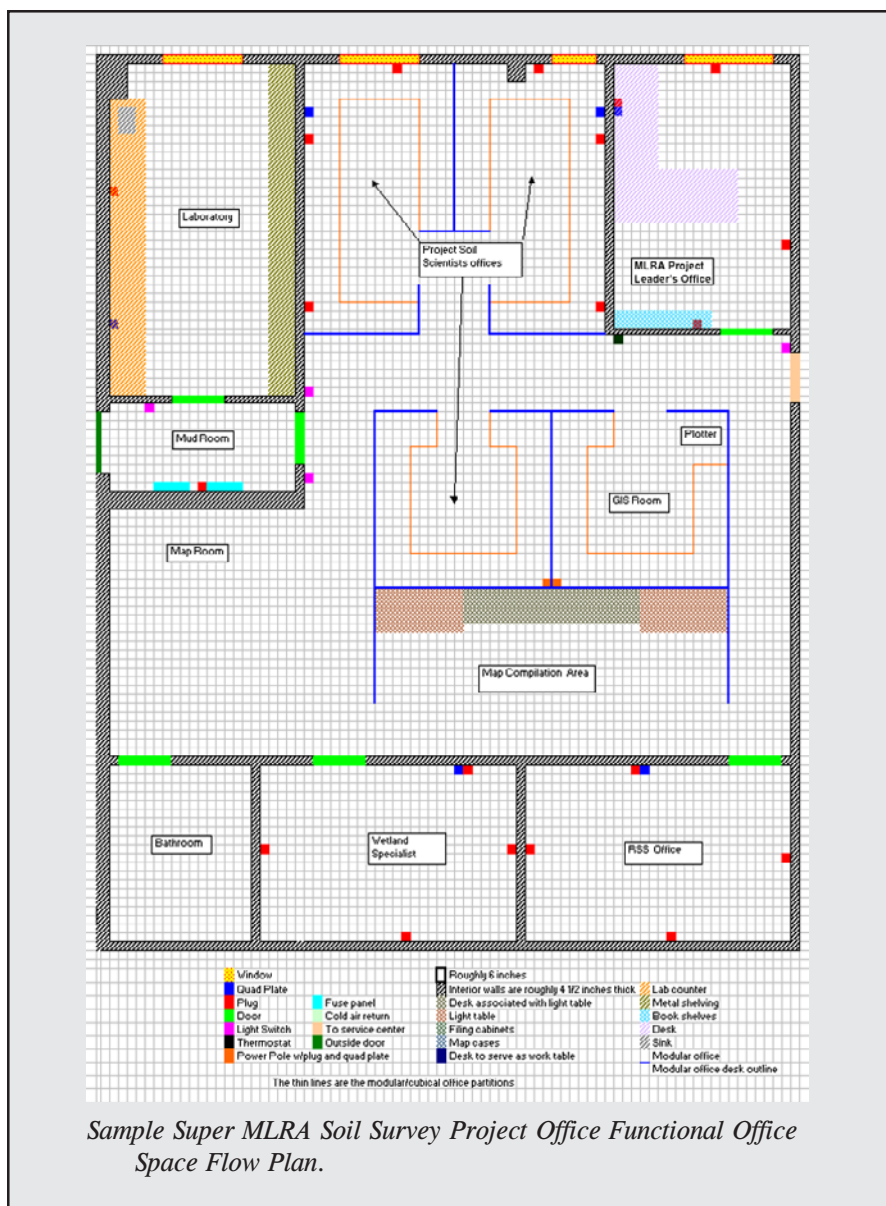 Laboratory
Project Soil
Scientists offices
MLRA Project
Leader's Office
Mud Room
Plotter
GIS Room
Map Room
Map Compilation Area
Bathroom
Wetland
Specialist
RSS Office
Window
Quad Plate
Plug
Door
Light Switch
Thermostat
Power Pole w/plug and quad plate
Fuse panel
Cold air return
To service center
Outside door
Roughly 6 inches
Interior walls are roughly 4 1/2 inches thick
Desk associated with light table
Light table
Filing cabinets
Map cases
Desk to serve as work table
Lab counter
Metal shelving
Book shelves
Desk
Sink
Modular office
Modular office desk outline
The thin lines are the modular/cubical office partitions
Sample Super MLRA Soil Survey Project Office Functional Office
Space Flow Plan.